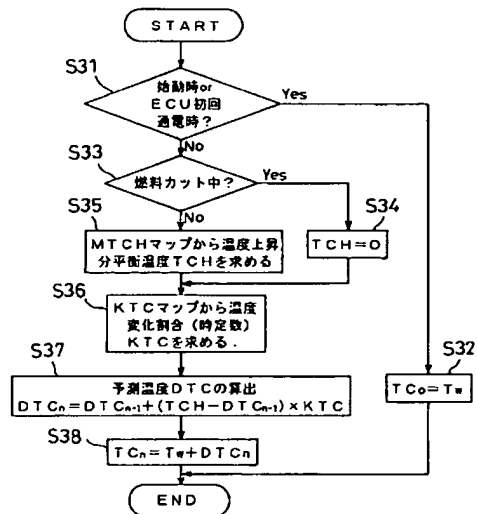 START
S31
始動時or
ECU初回
通電時?
Yes
No
S33
燃料カット中?
Yes
No
S34
TCH=0
S35
MTCHマップから温度上昇
分平衡温度TCHを求める
S36
KTCマップから温度
変化割合(時定数)
KTCを求める.
S37
予測温度DTCの算出
DTCn=DTCn-1+(TCH-DTCn-1)×KTC
S32
TCo=Tw
S38
TCn=Tw+DTCn
END